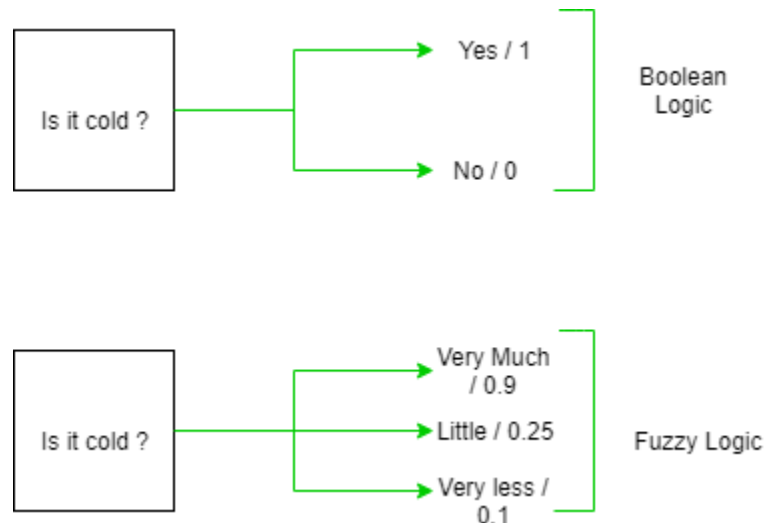 Is it cold ?
Yes / 1
No / 0
Boolean
Logic
Is it cold ?
Very Much
/ 0.9
Little / 0.25
Very less /
0.1
Fuzzy Logic